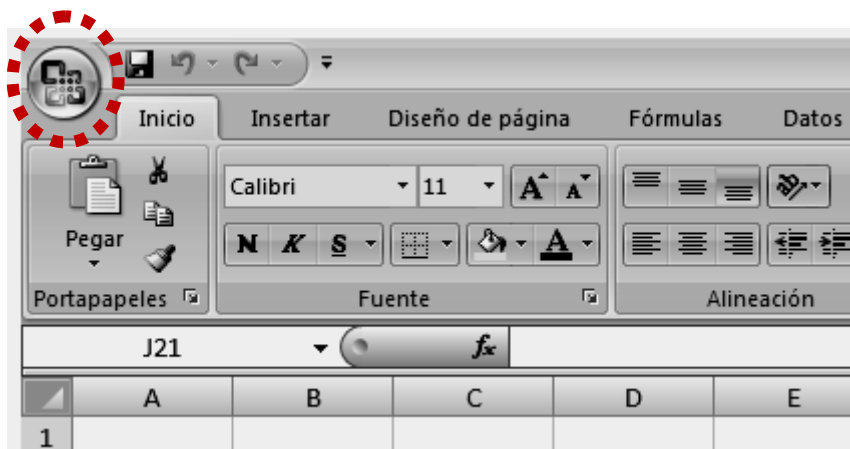 Inicio Insertar Diseño de página Fórmulas Datos
Calibri 11 A A
Pegar N K S A
Portapapeles Fuente Alineación
J21 fx
A B C D E
1